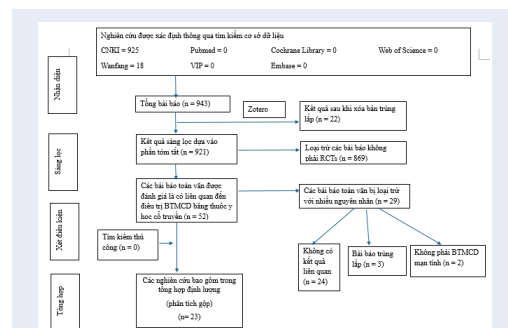 Nghiên cứu được xác định thông qua tìm kiếm cơ sở dữ liệu
CNKI = 925 Pubmed = 0 Cochrane Library = 0 Web of Science = 0
Wanfang = 18 VIP = 0 Embase = 0
Nhận diện
Tổng bài báo (n = 943)
Zotero
Kết quả sau khi xóa bản trùng
lắp (n = 22)
Sàng lọc
Kết quả sàng lọc dựa vào
phần tóm tắt (n = 921)
Loại trừ các bài báo không
phải RCTs (n = 869)
Các bài báo toàn văn được
đánh giá là có liên quan đến
điều trị BTMCD bằng thuốc y
học cổ truyền (n = 52)
Các bài báo toàn văn bị loại trừ
với nhiều nguyên nhân (n = 29)
Xét điều kiện
Tìm kiếm thủ
công (n = 0)
Không có
kết quả
liên quan
(n = 24)
Bài báo trùng
lắp (n = 3)
Không phải BTMCD
mạn tính (n = 2)
Tổng hợp
Các nghiên cứu bao gồm trong
tổng hợp định lượng
(phân tích gộp)
(n= 23)